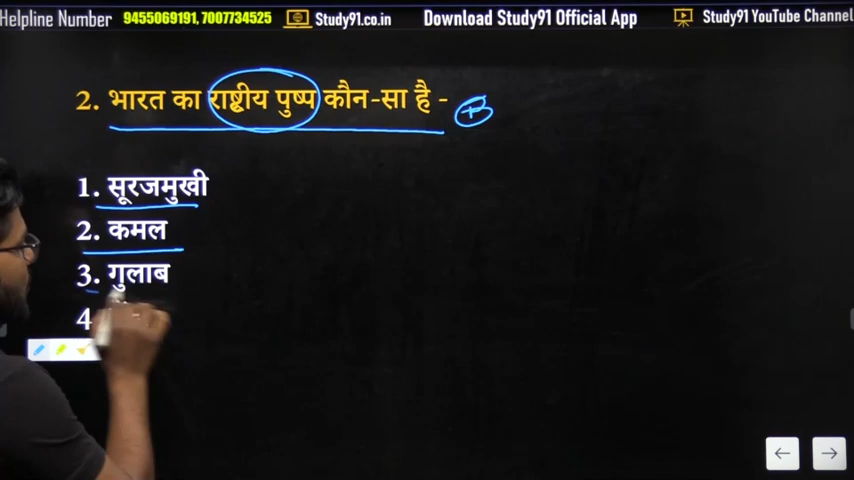 Helpline Number 9455069191, 7007734525 Study91.co.in Download Study91 Official App Study91 YouTube Channel
2. भारत का राष्ट्रीय पुष्प कौन-सा है -
1. सूरजमुखी
2. कमल
3. गुलाब
4